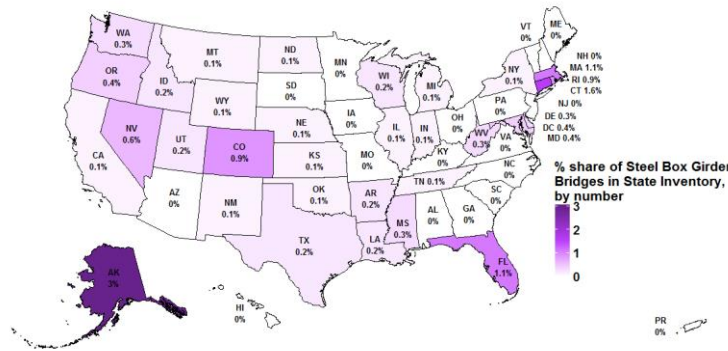 WA
0.3%
OR
0.4%
CA
0.1%
NV
0.6%
ID
0.2%
MT
0.1%
WY
0.1%
UT
0.2%
AZ
0%
CO
0.9%
NM
0.1%
ND
0.1%
SD
0%
NE
0.1%
KS
0.1%
OK
0.1%
TX
0.2%
MN
0%
IA
0%
MO
0%
AR
0.2%
LA
0.2%
WI
0.2%
IL
0.1%
MI
0.1%
IN
0.1%
OH
0%
KY
0%
TN 0.1%
MS
0.3%
AL
0%
GA
0%
FL
1.1%
SC
0%
NC
0%
VA
0%
WV
0.3%
PA
0%
NY
0.1%
VT
0%
ME
0%
NH 0%
MA 1.1%
RI 0.9%
CT 1.6%
NJ 0%
DE 0.3%
DC 0.4%
MD 0.4%
AK
3%
HI
0%
PR
0%
% share of Steel Box Girder
Bridges in State Inventory,
by number
3
2
1
0